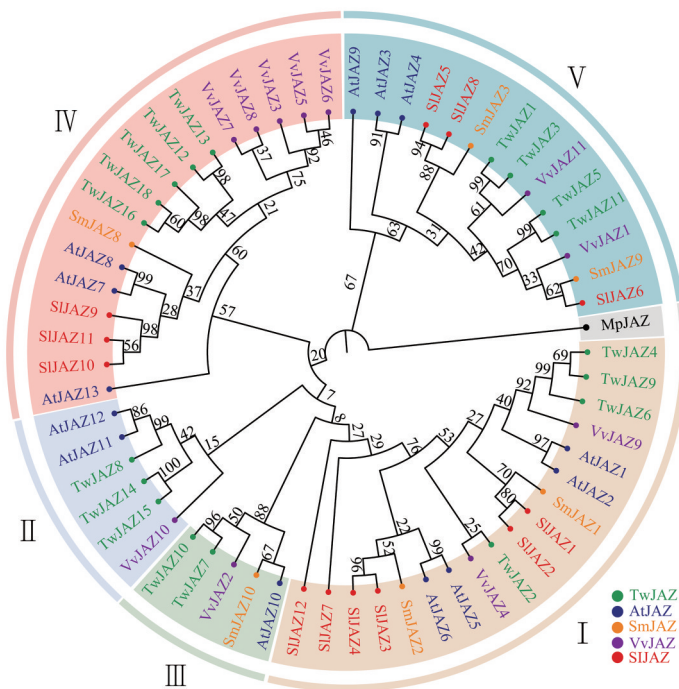 V
AtJAZ9
AtJAZ3
AtJAZ4
SlJAZ5
SlJAZ8
SmJAZ3
TwJAZ1
TwJAZ3
VvJAZ11
TwJAZ5
TwJAZ11
VvJAZ1
SmJAZ9
SlJAZ6
MpJAZ
TwJAZ4
TwJAZ9
TwJAZ6
VvJAZ9
AtJAZ1
AtJAZ2
SmJAZ1
SlJAZ1
SlJAZ2
TwJAZ2
VvJAZ4
AtJAZ5
AtJAZ6
SmJAZ2
SlJAZ3
SlJAZ4
SlJAZ7
SlJAZ12
I
AtJAZ10
SmJAZ10
VvJAZ2
TwJAZ7
TwJAZ10
III
VvJAZ10
TwJAZ15
TwJAZ14
TwJAZ8
AtJAZ11
AtJAZ12
II
AtJAZ13
SlJAZ10
SlJAZ11
SlJAZ9
AtJAZ7
AtJAZ8
SmJAZ8
TwJAZ16
TwJAZ18
TwJAZ17
TwJAZ12
TwJAZ13
VvJAZ7
VvJAZ8
VvJAZ3
VvJAZ5
VvJAZ6
IV
67
63
91
31
88
94
42
61
99
70
99
33
62
69
99
92
40
97
27
70
80
53
25
76
22
99
52
96
29
27
8
88
67
50
96
7
15
42
99
86
100
20
57
60
37
28
99
98
56
21
47
98
60
98
75
37
92
46
TwJAZ
AtJAZ
SmJAZ
VvJAZ
SlJAZ